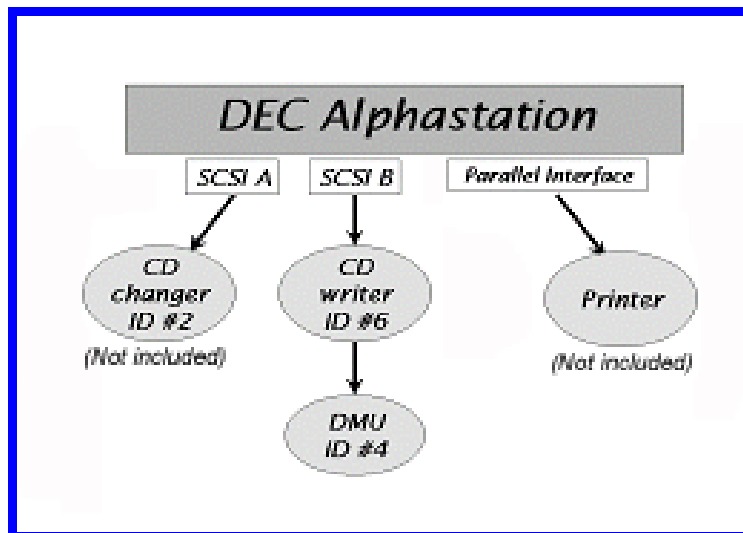 DEC Alphastation
SCSI A
SCSI B
Parallel Interface
CD
changer
ID #2
(Not included)
CD
writer
ID #6
Printer
(Not included)
DMU
ID #4